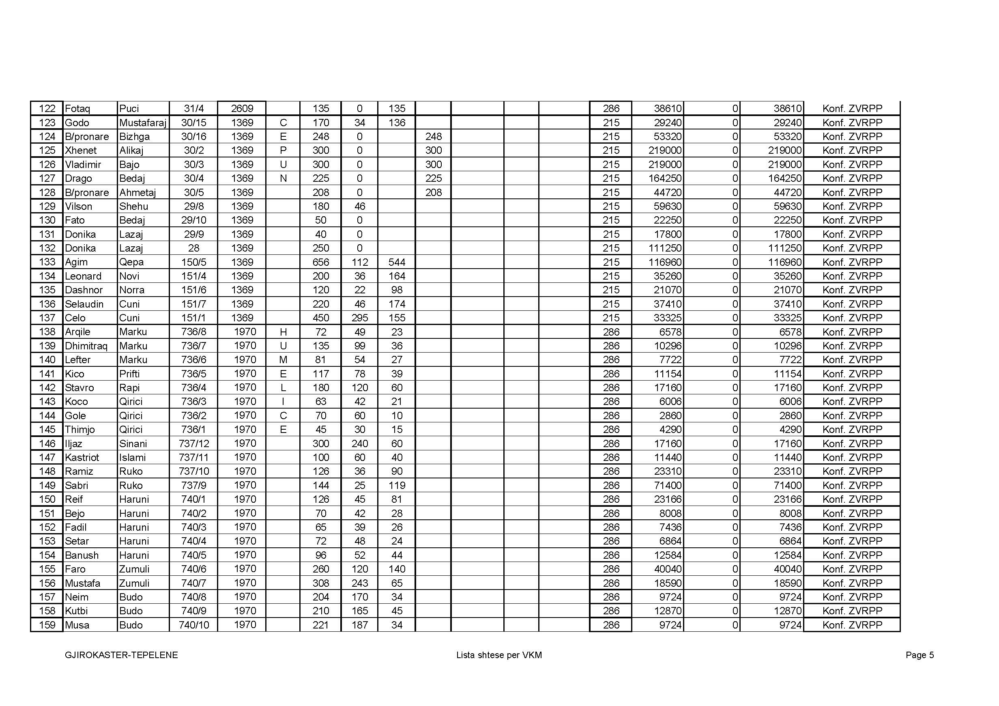 122 Fotaq Puci 31/4 2609 135 0 135 286 38610 0 38610 Konf. ZVRPP
123 Godo Mustafaraj 30/15 1369 C 170 34 136 215 29240 0 29240 Konf. ZVRPP
124 B/pronare Bizhga 30/16 1369 E 248 0 248 215 53320 0 53320 Konf. ZVRPP
125 Xhenet Alikaj 30/2 1369 P 300 0 300 215 219000 0 219000 Konf. ZVRPP
126 Vladimir Bajo 30/3 1369 U 300 0 300 215 219000 0 219000 Konf. ZVRPP
127 Drago Bedaj 30/4 1369 N 225 0 225 215 164250 0 164250 Konf. ZVRPP
128 B/pronare Ahmetaj 30/5 1369 208 0 208 215 44720 0 44720 Konf. ZVRPP
129 Vilson Shehu 29/8 1369 180 46 215 59630 0 59630 Konf. ZVRPP
130 Fato Bedaj 29/10 1369 50 0 215 22250 0 22250 Konf. ZVRPP
131 Donika Lazaj 29/9 1369 40 0 215 17800 0 17800 Konf. ZVRPP
132 Donika Lazaj 28 1369 250 0 215 111250 0 111250 Konf. ZVRPP
133 Agim Qepa 150/5 1369 656 112 544 215 116960 0 116960 Konf. ZVRPP
134 Leonard Novi 151/4 1369 200 36 164 215 35260 0 35260 Konf. ZVRPP
135 Dashnor Norra 151/6 1369 120 22 98 215 21070 0 21070 Konf. ZVRPP
136 Selaudin Cuni 151/7 1369 220 46 174 215 37410 0 37410 Konf. ZVRPP
137 Celo Cuni 151/1 1369 450 295 155 215 33325 0 33325 Konf. ZVRPP
138 Arqile Marku 736/8 1970 H 72 49 23 286 6578 0 6578 Konf. ZVRPP
139 Dhimitraq Marku 736/7 1970 U 135 99 36 286 10296 0 10296 Konf. ZVRPP
140 Lefter Marku 736/6 1970 M 81 54 27 286 7722 0 7722 Konf. ZVRPP
141 Kico Prifti 736/5 1970 E 117 78 39 286 11154 0 11154 Konf. ZVRPP
142 Stavro Rapi 736/4 1970 L 180 120 60 286 17160 0 17160 Konf. ZVRPP
143 Koco Qirici 736/3 1970 I 63 42 21 286 6006 0 6006 Konf. ZVRPP
144 Gole Qirici 736/2 1970 C 70 60 10 286 2860 0 2860 Konf. ZVRPP
145 Thimjo Qirici 736/1 1970 E 45 30 15 286 4290 0 4290 Konf. ZVRPP
146 Iljaz Sinani 737/12 1970 300 240 60 286 17160 0 17160 Konf. ZVRPP
147 Kastriot Islami 737/11 1970 100 60 40 286 11440 0 11440 Konf. ZVRPP
148 Ramiz Ruko 737/10 1970 126 36 90 286 23310 0 23310 Konf. ZVRPP
149 Sabri Ruko 737/9 1970 144 25 119 286 71400 0 71400 Konf. ZVRPP
150 Reif Haruni 740/1 1970 126 45 81 286 23166 0 23166 Konf. ZVRPP
151 Bejo Haruni 740/2 1970 70 42 28 286 8008 0 8008 Konf. ZVRPP
152 Fadil Haruni 740/3 1970 65 39 26 286 7436 0 7436 Konf. ZVRPP
153 Setar Haruni 740/4 1970 72 48 24 286 6864 0 6864 Konf. ZVRPP
154 Banush Haruni 740/5 1970 96 52 44 286 12584 0 12584 Konf. ZVRPP
155 Faro Zumuli 740/6 1970 260 120 140 286 40040 0 40040 Konf. ZVRPP
156 Mustafa Zumuli 740/7 1970 308 243 65 286 18590 0 18590 Konf. ZVRPP
157 Neim Budo 740/8 1970 204 170 34 286 9724 0 9724 Konf. ZVRPP
158 Kutbi Budo 740/9 1970 210 165 45 286 12870 0 12870 Konf. ZVRPP
159 Musa Budo 740/10 1970 221 187 34 286 9724 0 9724 Konf. ZVRPP
GJIROKASTER-TEPELENE Lista shtese per VKM Page 5